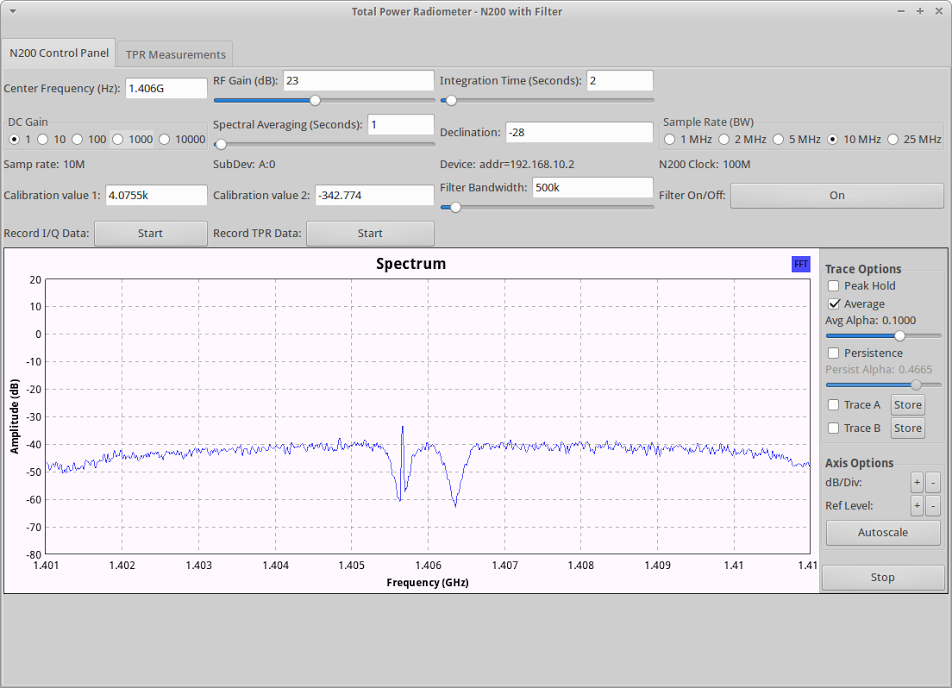 Total Power Radiometer - N200 with Filter
N200 Control Panel TPR Measurements
Center Frequency (Hz): 1.406G RF Gain (dB): 23 Integration Time (Seconds): 2
DC Gain
1 10 100 1000 10000
Spectral Averaging (Seconds): 1
Declination: -28
Sample Rate (BW)
1 MHz 2 MHz 5 MHz 10 MHz 25 MHz
Samp rate: 10M SubDev: A:0 Device: addr=192.168.10.2 N200 Clock: 100M
Calibration value 1: 4.0755k Calibration value 2: -342.774 Filter Bandwidth: 500k Filter On/Off: On
Record I/Q Data: Start Record TPR Data: Start
Spectrum
FFT
Amplitude (dB)
20
10
0
-10
-20
-30
-40
-50
-60
-70
-80
1.401 1.402 1.403 1.404 1.405 1.406 1.407 1.408 1.409 1.41 1.41
Frequency (GHz)
Trace Options
Peak Hold
Average
Avg Alpha: 0.1000
Persistence
Persist Alpha: 0.4665
Trace A Store
Trace B Store
Axis Options
dB/Div: + -
Ref Level: + -
Autoscale
Stop